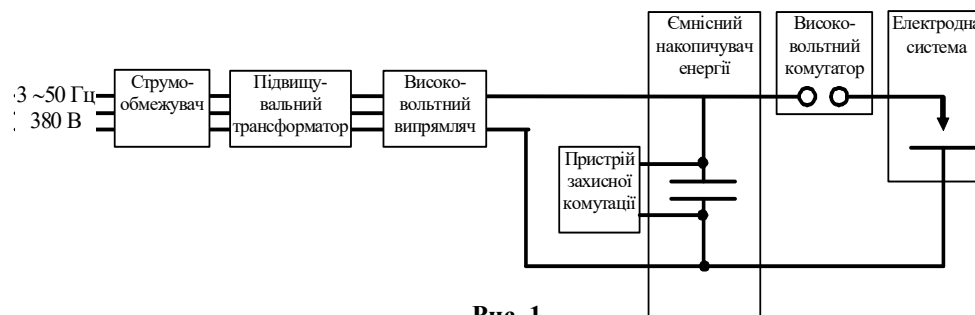 3 ~50 Гц
380 В
Струмо-
обмежувач
Підвищу-
вальний
трансформатор
Високо-
вольтний
випрямляч
Пристрій
захисної
комутації
Ємнісний
накопичувач
енергії
Високо-
вольтний
комутатор
Електродна
система
Рис. 1